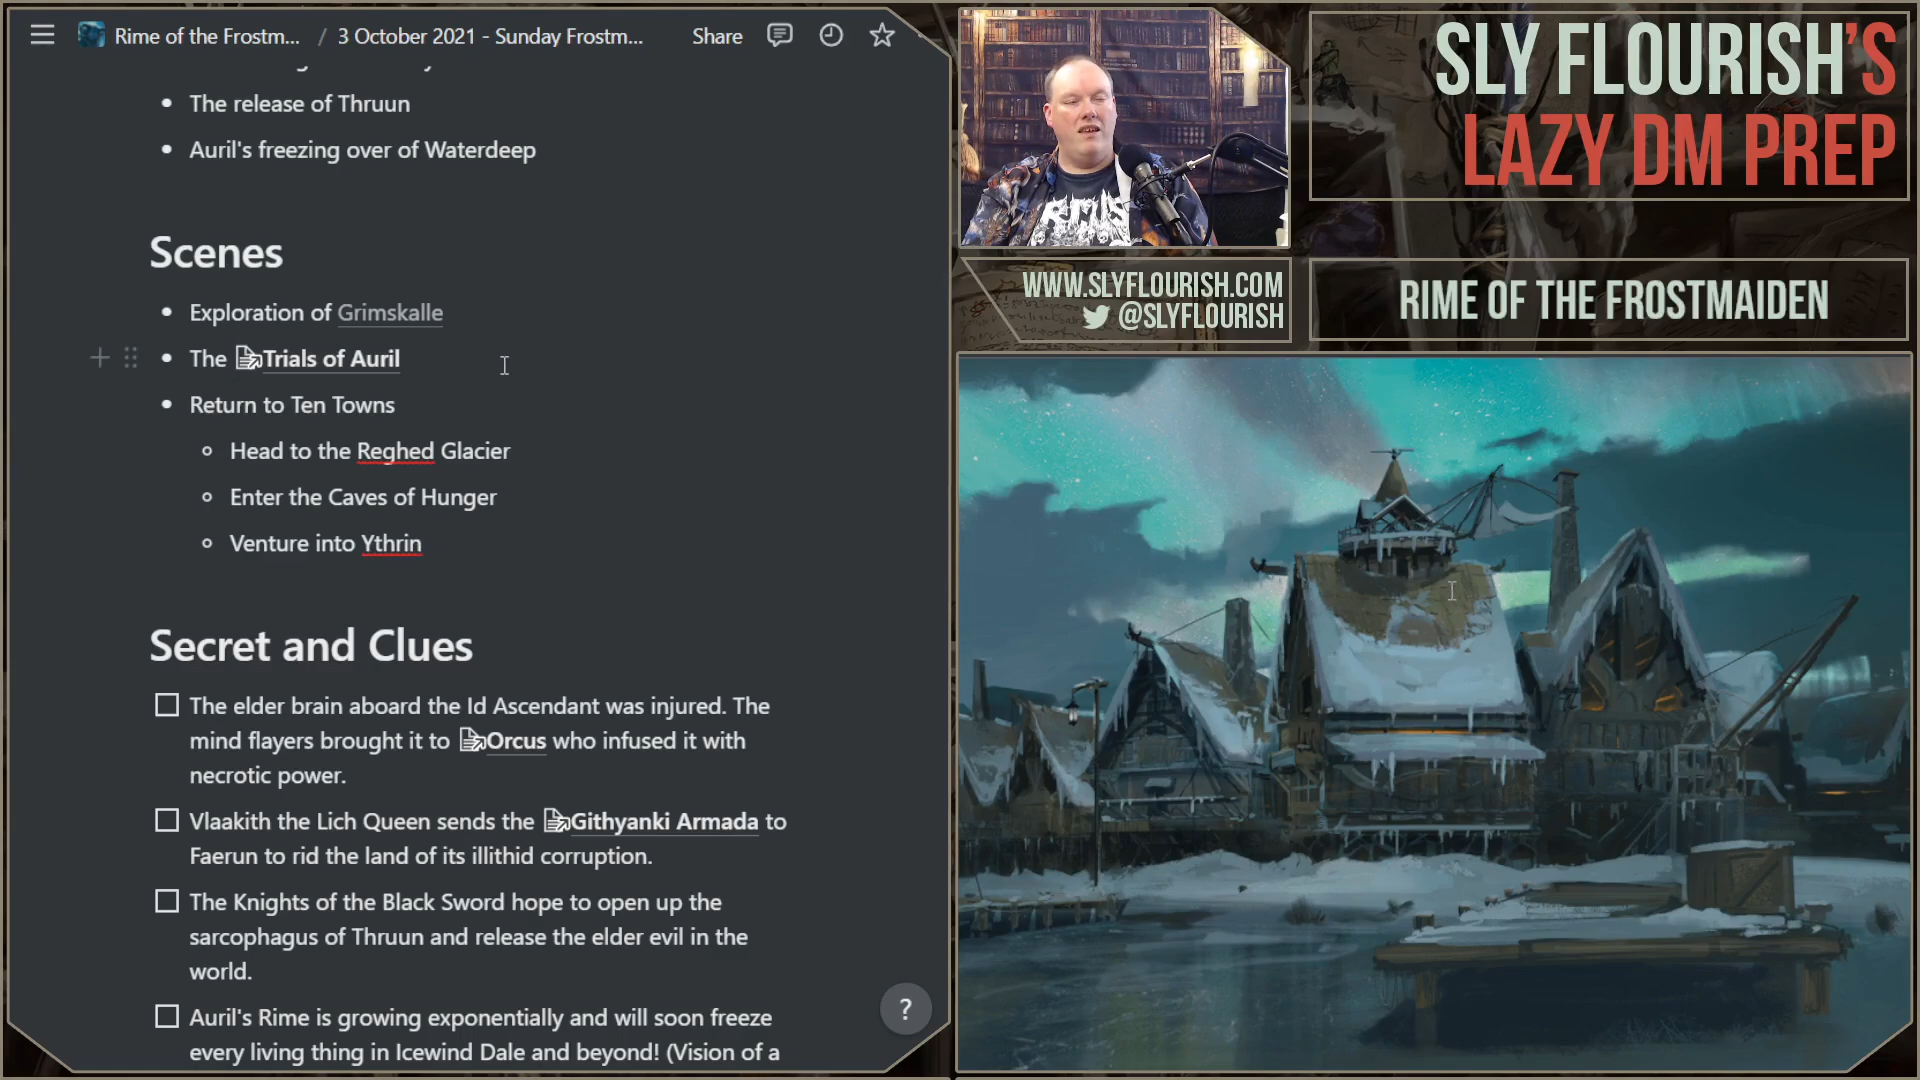 Rime of the Frostm... / 3 October 2021 - Sunday Frostm... Share
The release of Thruun
Auril's freezing over of Waterdeep
Scenes
Exploration of Grimskalle
The Trials of Auril
Return to Ten Towns
Head to the Reghed Glacier
Enter the Caves of Hunger
Venture into Ythrin
Secret and Clues
The elder brain aboard the Id Ascendant was injured. The
mind flayers brought it to Orcus who infused it with
necrotic power.
Vlaakith the Lich Queen sends the Githyanki Armada to
Faerun to rid the land of its illithid corruption.
The Knights of the Black Sword hope to open up the
sarcophagus of Thruun and release the elder evil in the
world.
Auril's Rime is growing exponentially and will soon freeze
every living thing in Icewind Dale and beyond! (Vision of a
?
SLY FLOURISH'S
LAZY DM PREP
WWW.SLYFLOURISH.COM
@SLYFLOURISH
RIME OF THE FROSTMAIDEN